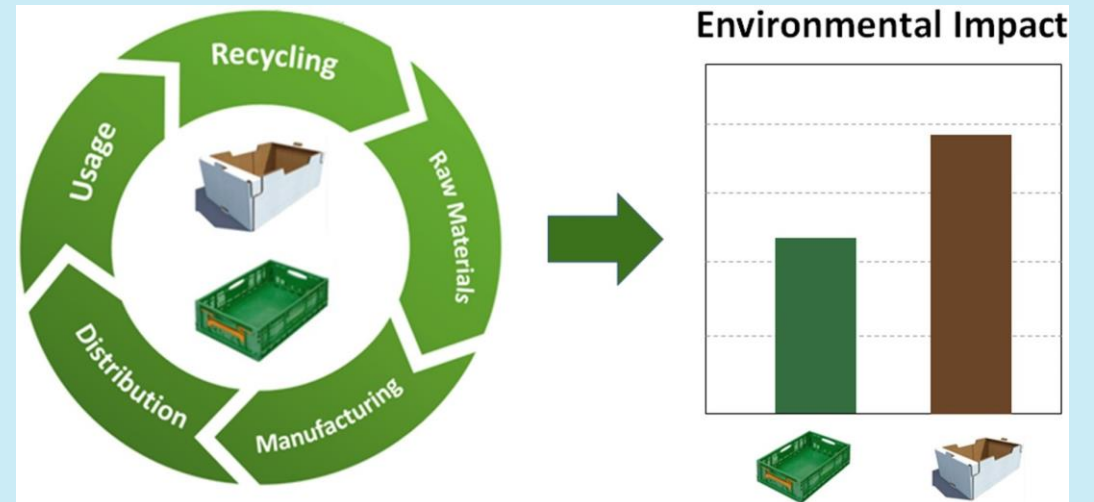 Environmental Impact
Recycling
Raw Materials
Manufacturing
Distribution
Usage